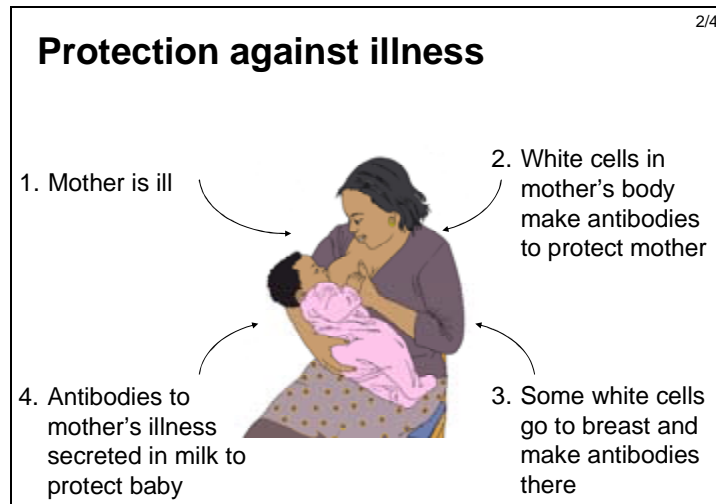 2/4
Protection against illness
1. Mother is ill
2. White cells in
mother's body
make antibodies
to protect mother
3. Some white cells
go to breast and
make antibodies
there
4. Antibodies to
mother's illness
secreted in milk to
protect baby